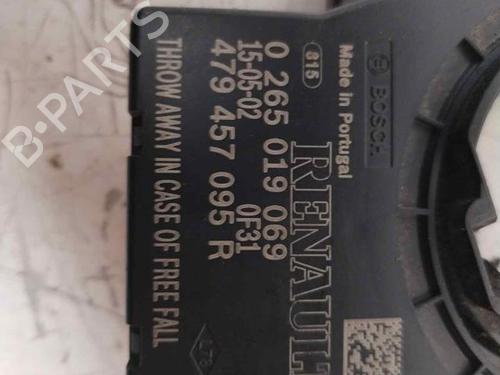 B-Parts
815
Made in Portugal
BOSCH
RENAULT
0 265 019 069
15-05-02 0F31
479 457 095 R
THROW AWAY IN CASE OF FREE FALL